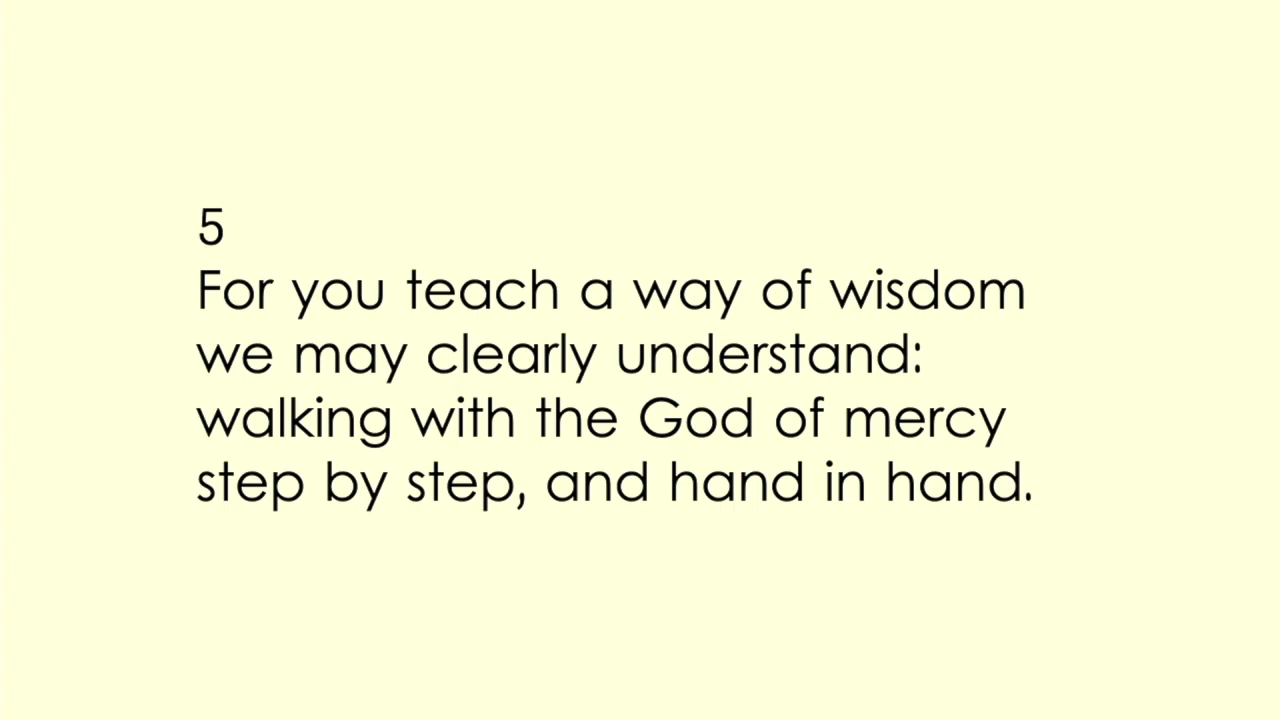 5
For you teach a way of wisdom
we may clearly understand:
walking with the God of mercy
step by step, and hand in hand.